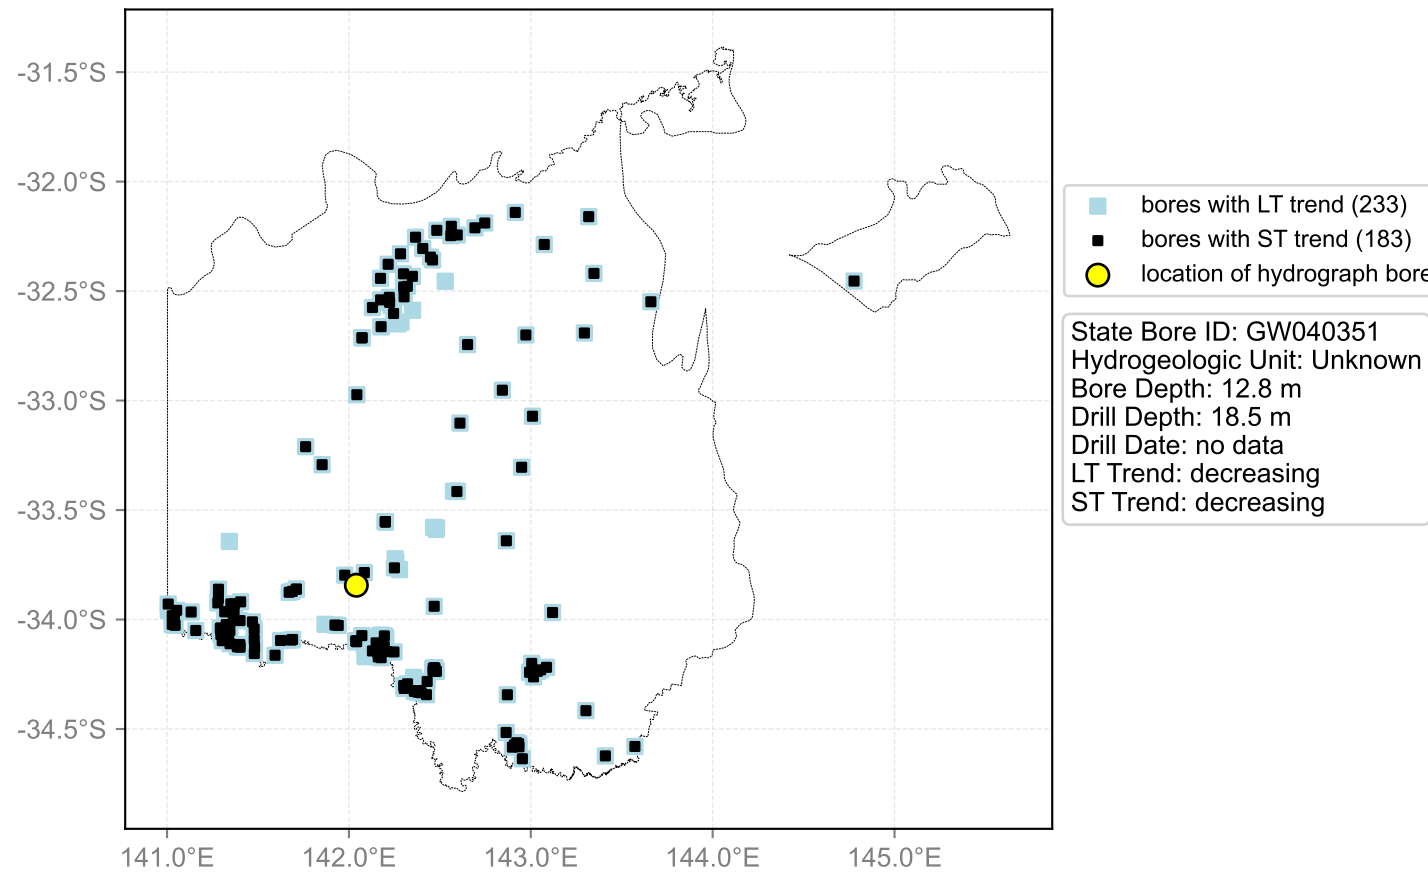 -31.5°S
-32.0°S
-32.5°S
-33.0°S
-33.5°S
-34.0°S
-34.5°S
141.0°E 142.0°E 143.0°E 144.0°E 145.0°E
bores with LT trend (233)
bores with ST trend (183)
location of hydrograph bore
State Bore ID: GW040351
Hydrogeologic Unit: Unknown
Bore Depth: 12.8 m
Drill Depth: 18.5 m
Drill Date: no data
LT Trend: decreasing
ST Trend: decreasing